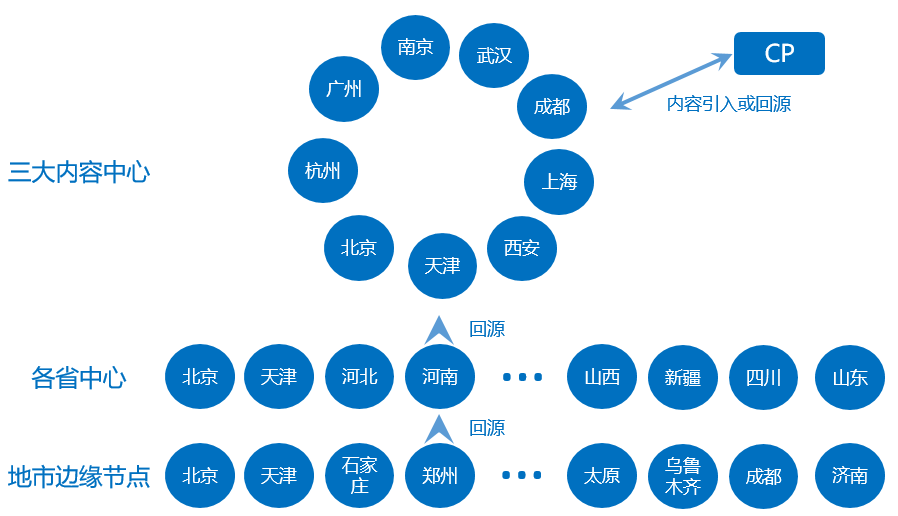 南京
武汉
CP
广州
成都
内容引入或回源
三大内容中心
杭州
上海
北京
西安
天津
回源
各省中心
北京
天津
河北
河南
•••
山西
新疆
四川
山东
回源
地市边缘节点
北京
天津
石家
庄
郑州
•••
太原
乌鲁
木齐
成都
济南